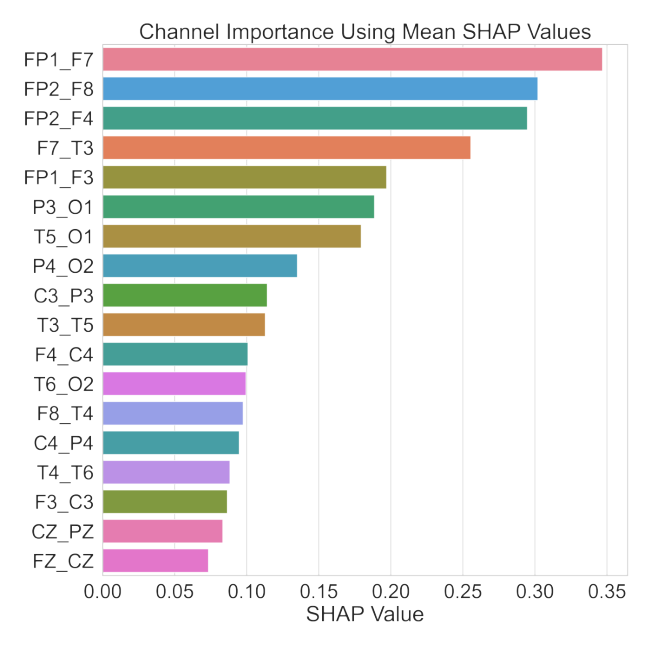 Channel Importance Using Mean SHAP Values
FP1_F7
FP2_F8
FP2_F4
F7_T3
FP1_F3
P3_O1
T5_O1
P4_O2
C3_P3
T3_T5
F4_C4
T6_O2
F8_T4
C4_P4
T4_T6
F3_C3
CZ_PZ
FZ_CZ
0.00 0.05 0.10 0.15 0.20 0.25 0.30 0.35
SHAP Value